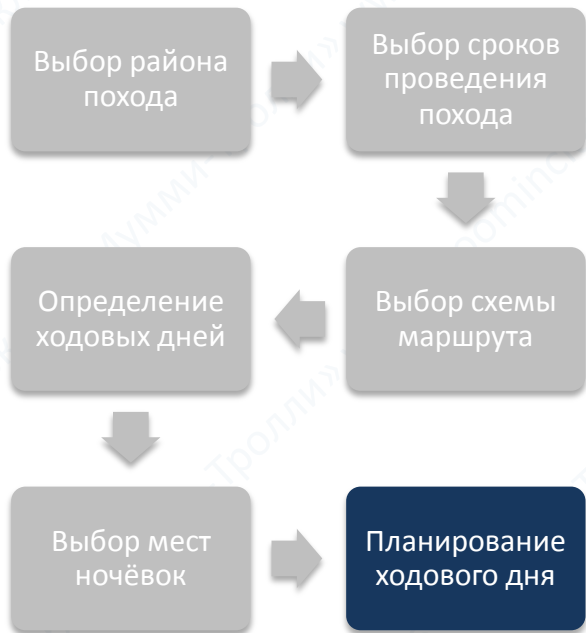 Выбор района
похода
Выбор сроков
проведения
похода
Выбор схемы
маршрута
Определение
ходовых дней
Выбор мест
ночёвок
Планирование
ходового дня